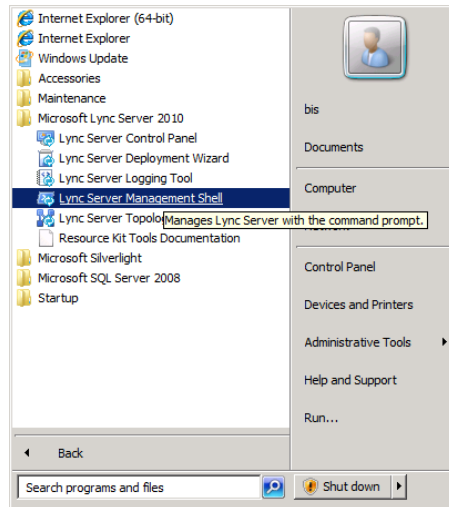 Internet Explorer (64-bit)
Internet Explorer
Windows Update
Accessories
Maintenance
Microsoft Lync Server 2010
Lync Server Control Panel
Lync Server Deployment Wizard
Lync Server Logging Tool
Lync Server Management Shell
Lync Server Topolo
Manages Lync Server with the command prompt.
Resource Kit Tools Documentation
Microsoft Silverlight
Microsoft SQL Server 2008
Startup
Back
Search programs and files
bis
Documents
Computer
Control Panel
Devices and Printers
Administrative Tools
Help and Support
Run...
Shut down